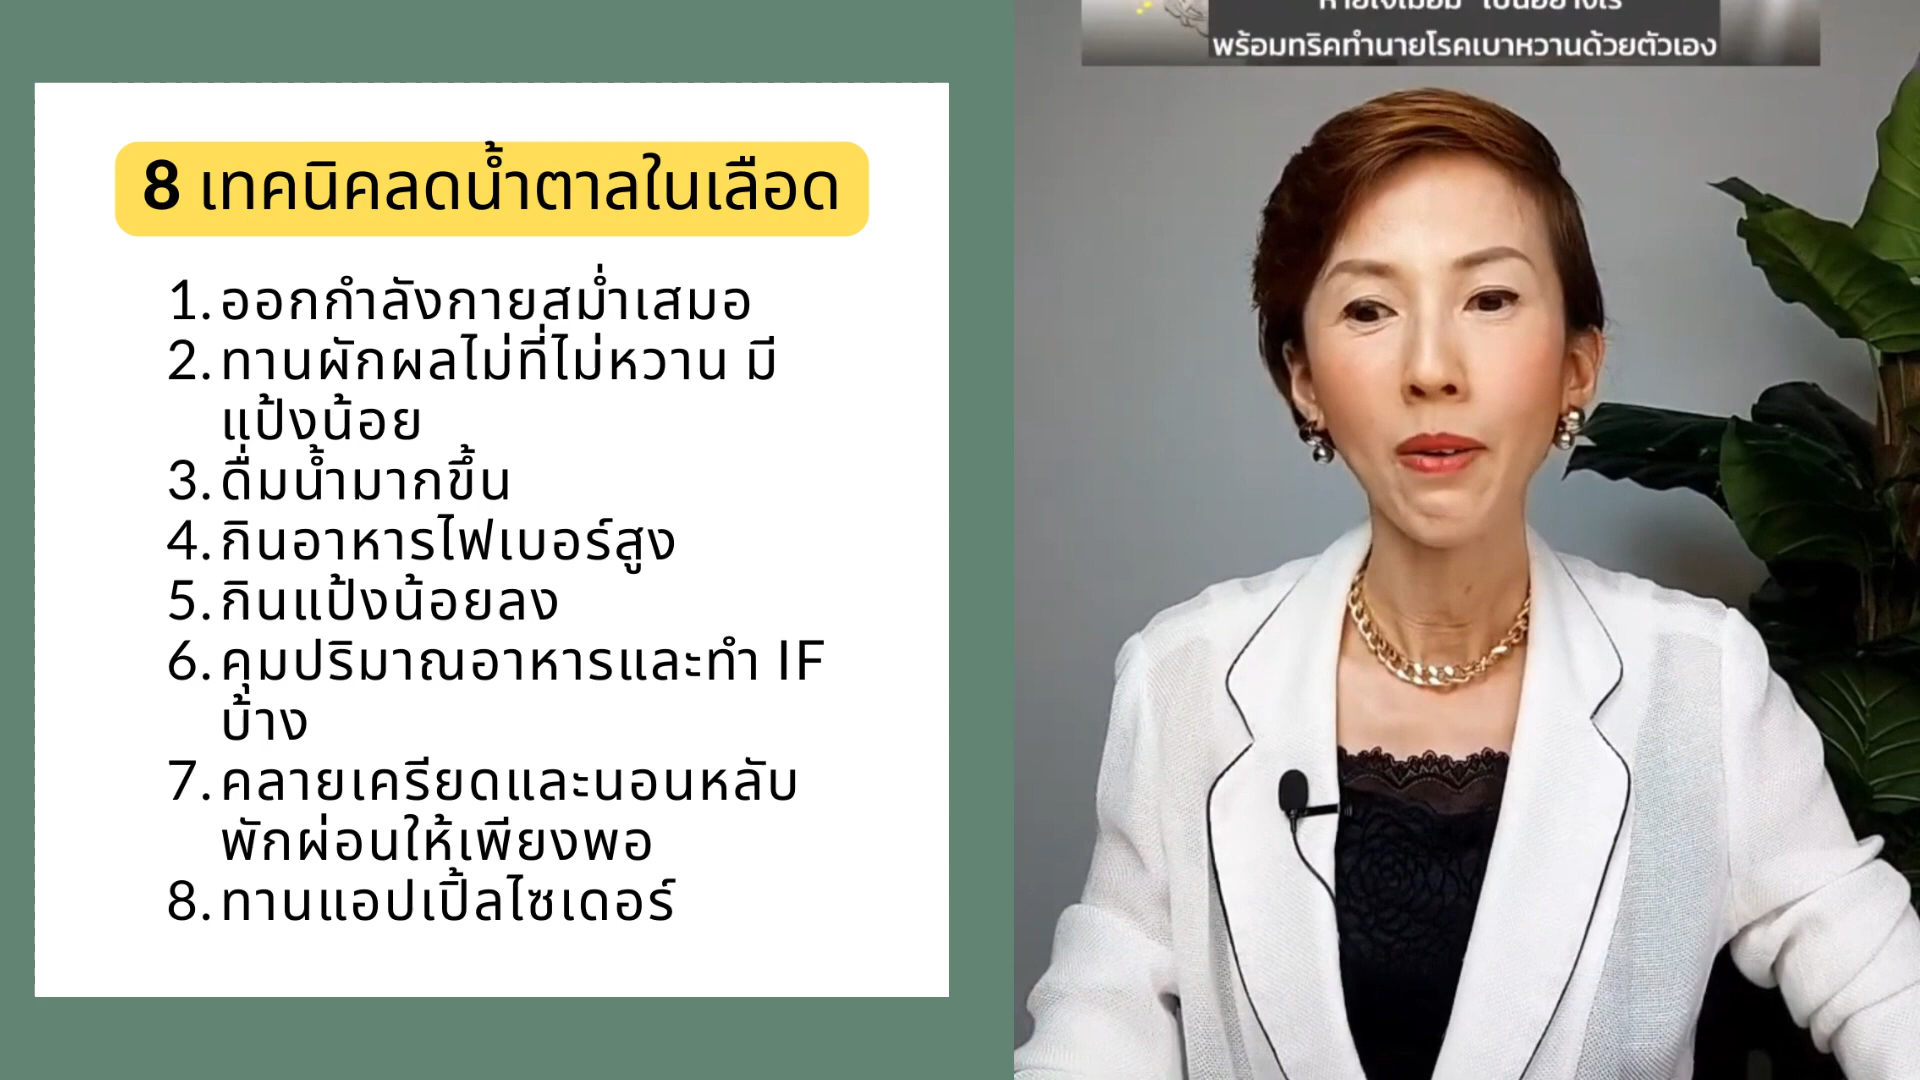 8 เทคนิคลดน้ำตาลในเลือด
1. ออกกำลังกายสม่ำเสมอ
2. ทานผักผลไม่ที่ไม่หวาน มี
แป้งน้อย
3. ดื่มน้ำมากขึ้น
4. กินอาหารไฟเบอร์สูง
5. กินแป้งน้อยลง
6. คุมปริมาณอาหารและทำ IF
บ้าง
7. คลายเครียดและนอนหลับ
พักผ่อนให้เพียงพอ
8. ทานแอปเปิ้ลไซเดอร์
พร้อมทริคทำนายโรคเบาหวานด้วยตัวเอง